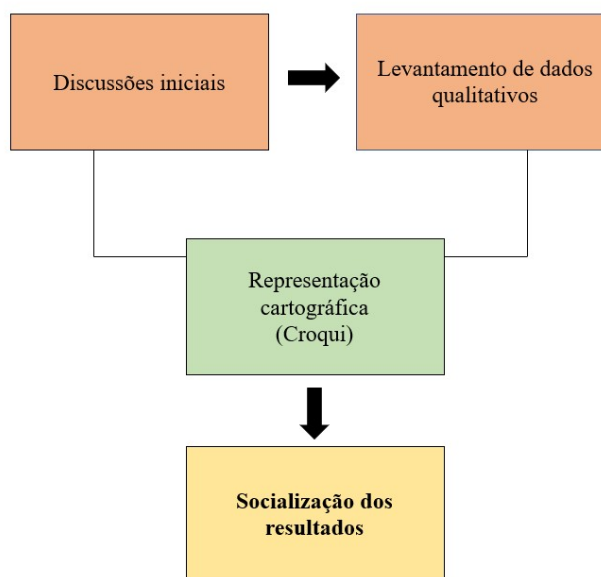 Discussões iniciais
Levantamento de dados
qualitativos
Representação
cartográfica
(Croqui)
Socialização dos
resultados